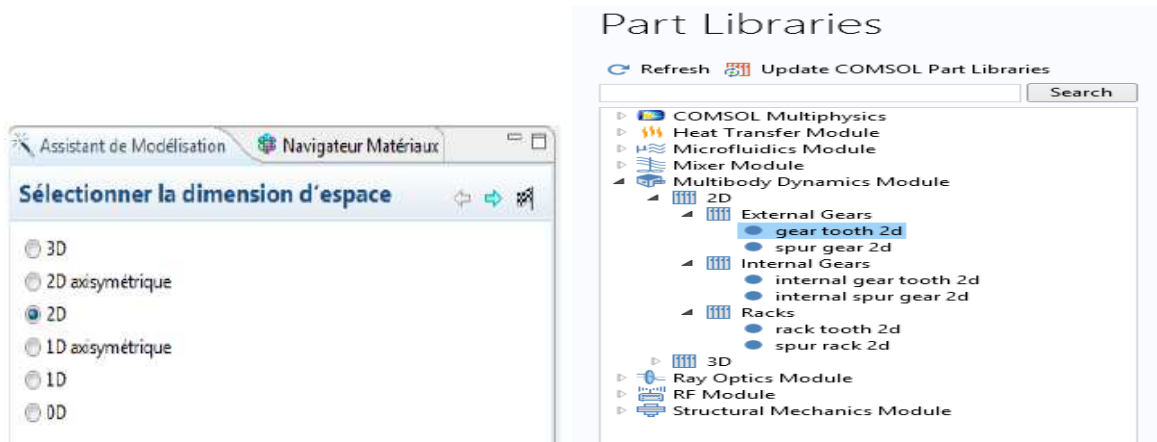 Assistant de Modélisation
Navigateur Matériaux
Sélectionner la dimension d'espace
3D
2D axisymétrique
2D
1D axisymétrique
1D
0D
Part Libraries
Refresh Update COMSOL Part Libraries
Search
COMSOL Multiphysics
Heat Transfer Module
Microfluidics Module
Mixer Module
Multibody Dynamics Module
2D
External Gears
gear tooth 2d
spur gear 2d
Internal Gears
internal gear tooth 2d
internal spur gear 2d
Racks
rack tooth 2d
spur rack 2d
3D
Ray Optics Module
RF Module
Structural Mechanics Module